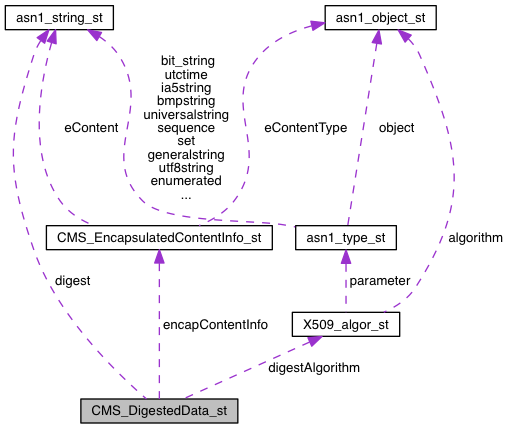 asn1_string_st
asn1_object_st
bit_string
utctime
ia5string
bmpstring
universalstring
sequence
set
generalstring
utf8string
enumerated
...
eContent
eContentType
object
CMS_EncapsulatedContentInfo_st
asn1_type_st
algorithm
digest
parameter
encapContentInfo
X509_algor_st
digestAlgorithm
CMS_DigestedData_st